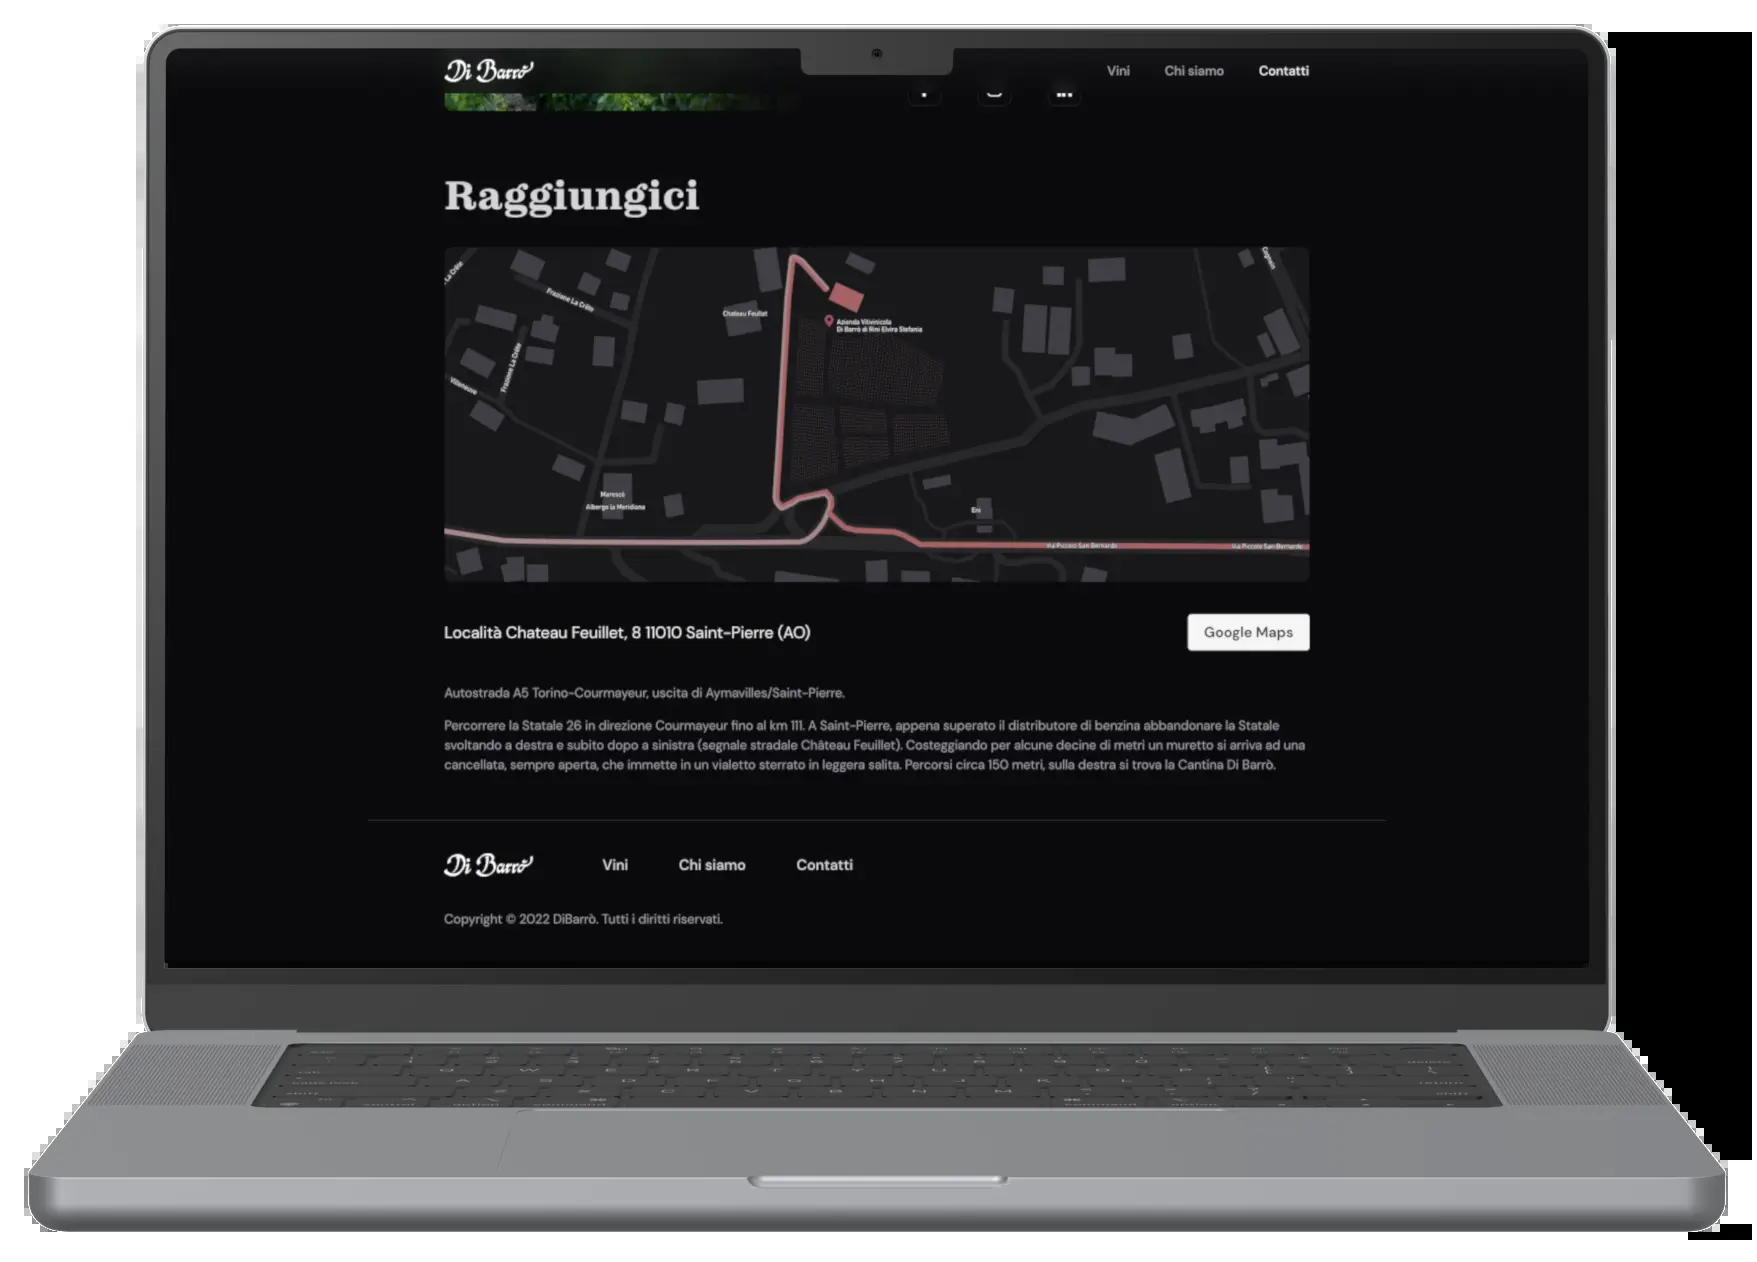 Di Barrò
Vini
Chi siamo
Contatti
Raggiungici
La Crête
Frazione La Crête
Chateau Feullet
Azienda Vitivinicola
Di Barrò di Rini Elvira Stefania
Frazione La Crête
Villeneuve
Marescó
Albergo la Meridiana
Eni
Via Piccolo San Bernardo
Via Piccolo San Bernardo
Località Chateau Feuillet, 8 11010 Saint-Pierre (AO)
Google Maps
Autostrada A5 Torino-Courmayeur, uscita di Aymavilles/Saint-Pierre.
Percorrere la Statale 26 in direzione Courmayeur fino al km 111. A Saint-Pierre, appena superato il distributore di benzina abbandonare la Statale
svoltando a destra e subito dopo a sinistra (segnale stradale Château Feuillet). Costeggiando per alcune decine di metri un muretto si arriva ad una
cancellata, sempre aperta, che immette in un vialetto sterrato in leggera salita. Percorsi circa 150 metri, sulla destra si trova la Cantina Di Barrò.
Di Barrò
Vini
Chi siamo
Contatti
Copyright © 2022 DiBarrò. Tutti i diritti riservati.